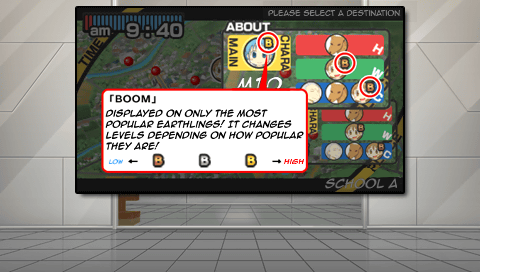 PLEASE SELECT A DESTINATION
ABOUT
TIME
am 9:40
MAIN
B
CHARA
H
B
W
B
C
「BOOM」
DISPLAYED ON ONLY THE MOST
POPULAR EARTHLINGS! IT CHANGES
LEVELS DEPENDING ON HOW POPULAR
THEY ARE!
LOW ← B B B → HIGH
CHARA
H
B
W
B
C
SCHOOL A